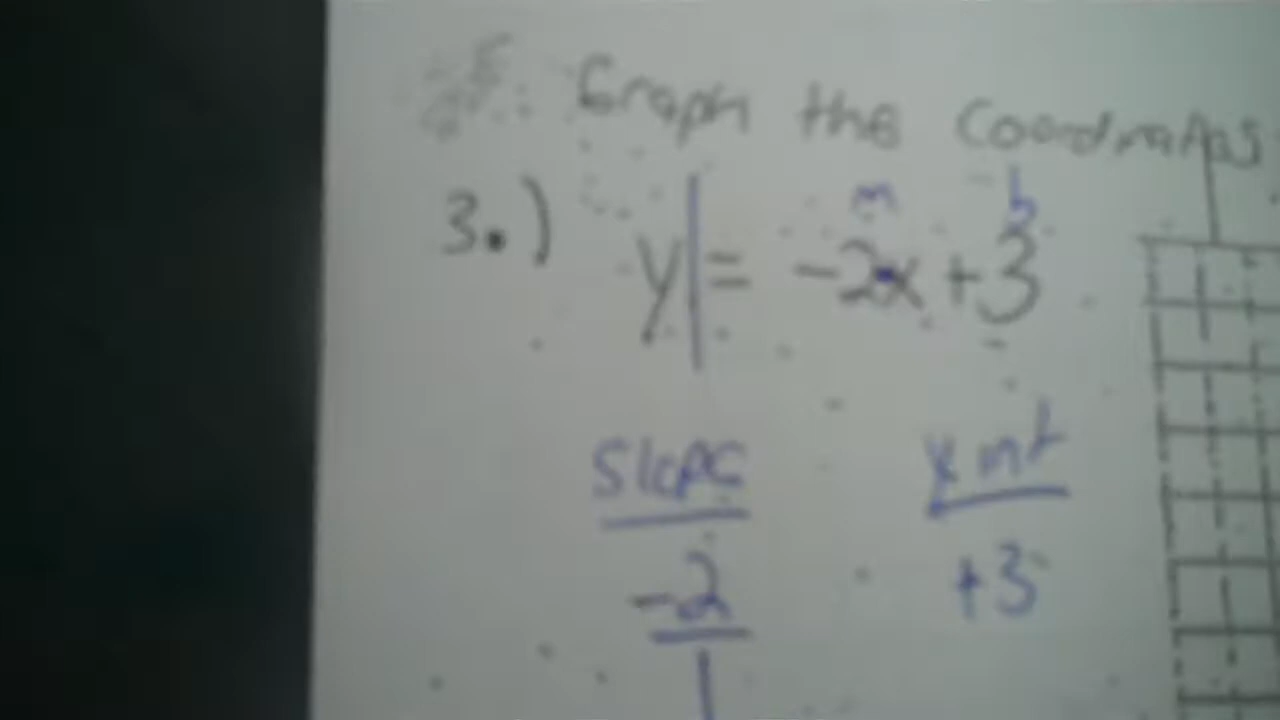 Graph the Coordinates
3.) y = -2x + 3
m b
Slope
y int
-2
+3
1